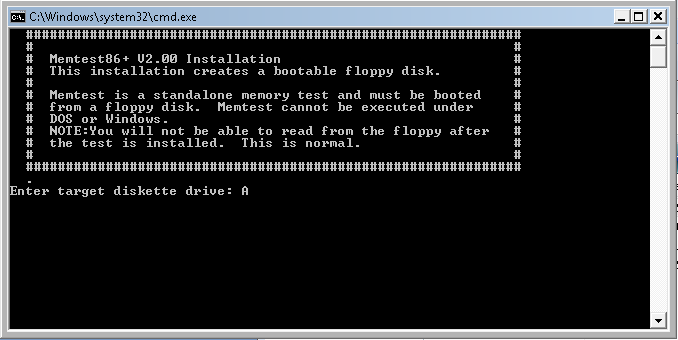 C:\Windows\system32\cmd.exe
################################################################
# #
# Memtest86+ V2.00 Installation #
# This installation creates a bootable floppy disk. #
# #
# Memtest is a standalone memory test and must be booted #
# from a floppy disk. Memtest cannot be executed under #
# DOS or Windows. #
# NOTE:You will not be able to read from the floppy after #
# the test is installed. This is normal. #
# #
################################################################
.
Enter target diskette drive: A